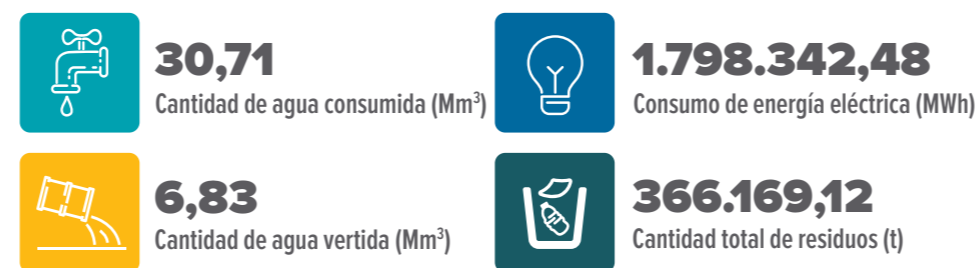 30,71
Cantidad de agua consumida (Mm³)
1.798.342,48
Consumo de energía eléctrica (MWh)
6,83
Cantidad de agua vertida (Mm³)
366.169,12
Cantidad total de residuos (t)